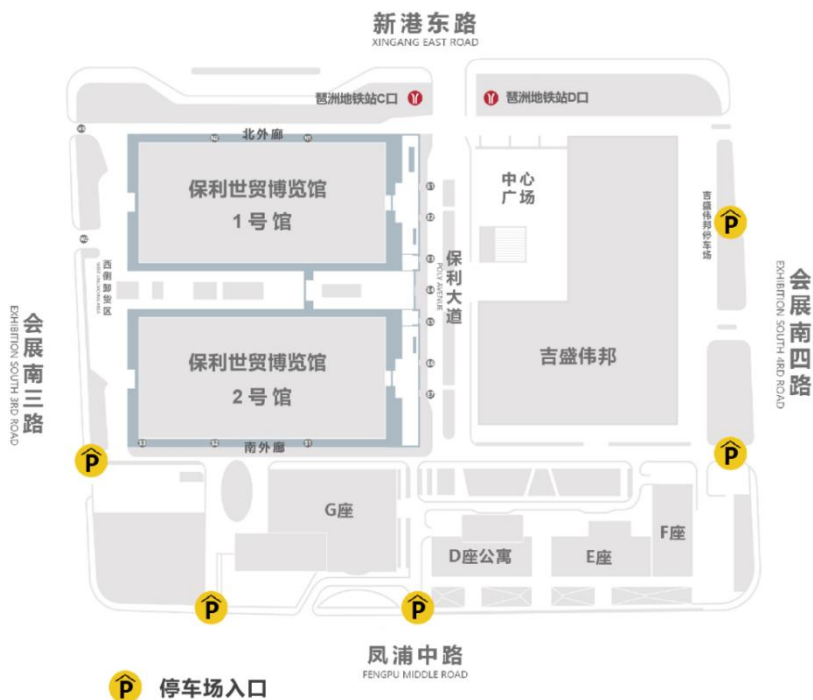 新港东路
XINGANG EAST ROAD
琶洲地铁站C口
琶洲地铁站D口
北外廊
保利世贸博览馆
1号馆
中心
广场
吉盛伟邦停车场
P
西侧卸货区
保利大道
POLY AVENUE
会展南三路
EXHIBITION SOUTH 3RD ROAD
会展南四路
EXHIBITION SOUTH 4RD ROAD
保利世贸博览馆
2号馆
吉盛伟邦
南外廊
P
P
G座
D座公寓
E座
F座
P
P
凤浦中路
FENGPU MIDDLE ROAD
P 停车场入口